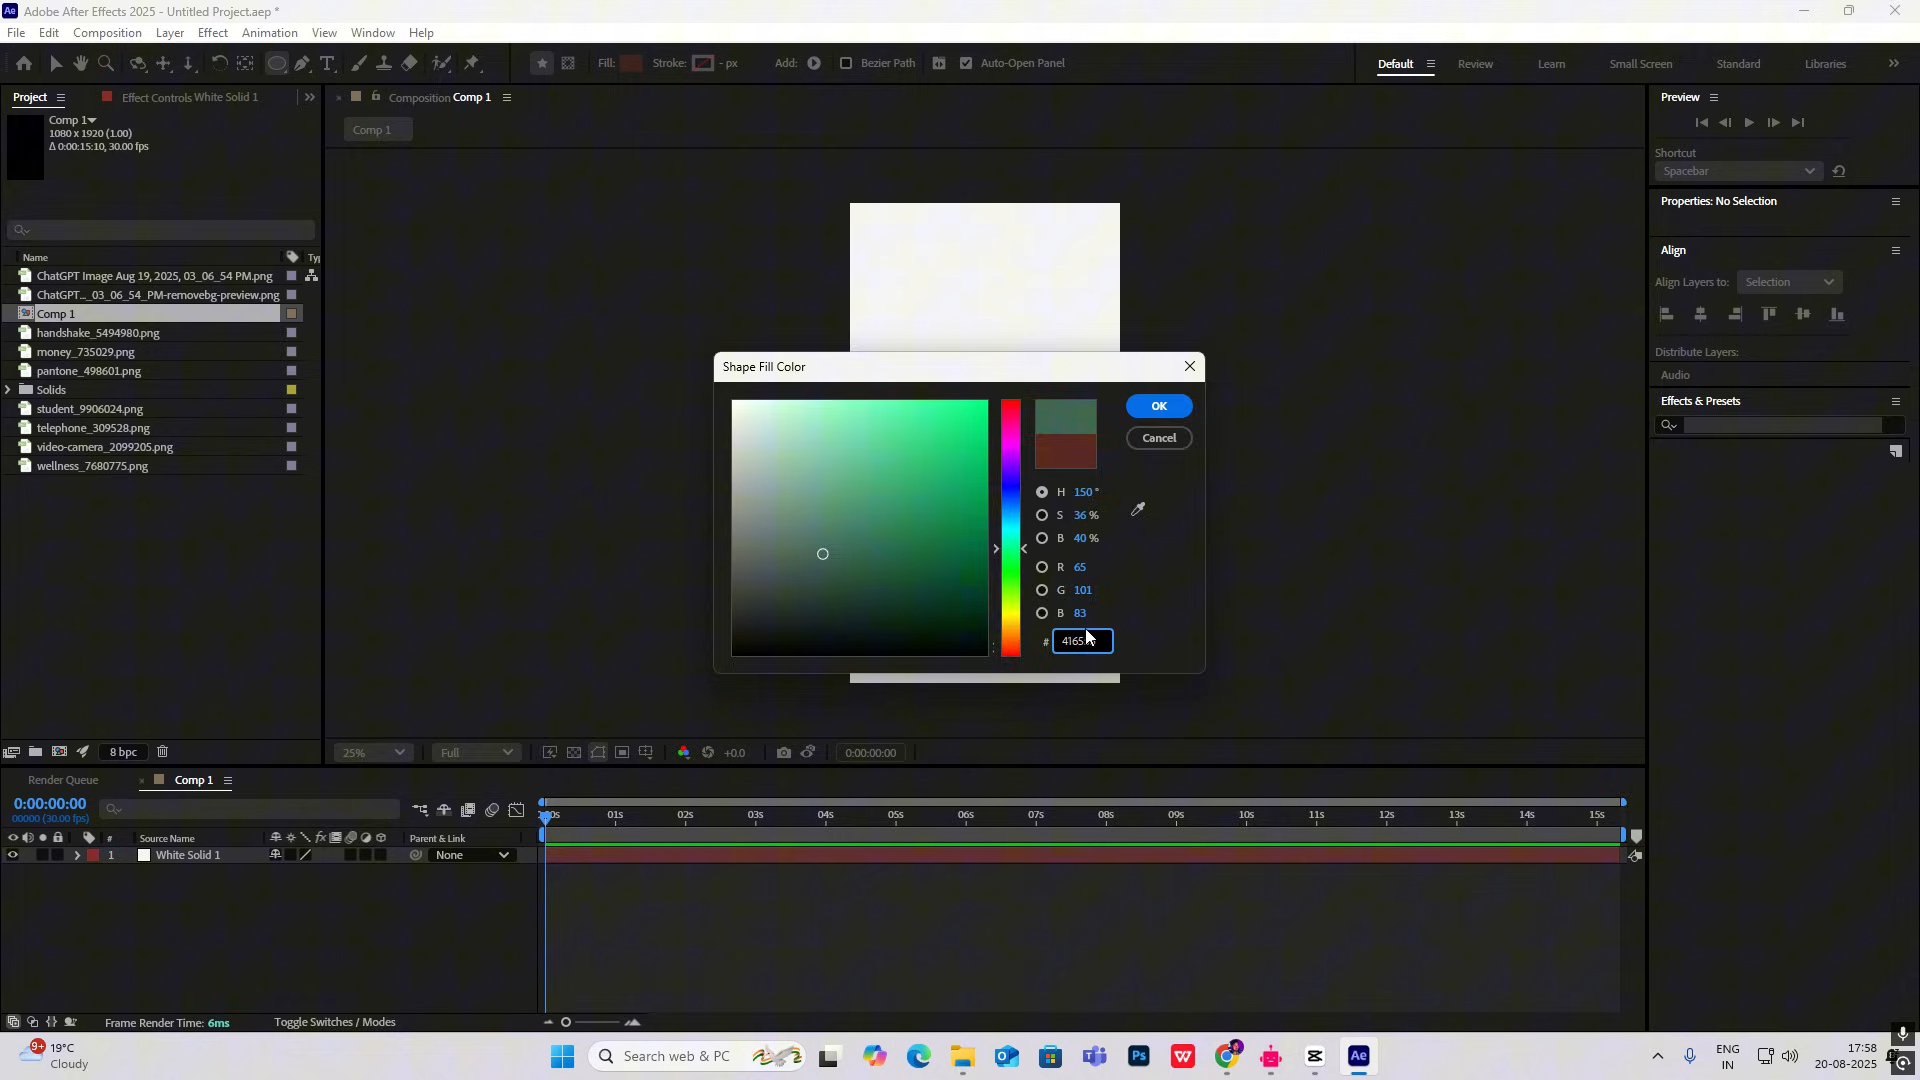 Ae Adobe After Effects 2025 - Untitled Project.aep *
File Edit Composition Layer Effect Animation View Window Help
Fill: Stroke: - px Add: Bezier Path Auto-Open Panel Default Review Learn Small Screen Standard Libraries
Project Effect Controls White Solid 1
Composition Comp 1
Comp 1
Comp 1
1080 x 1920 (1.00)
Δ 0:00:15:10, 30.00 fps
Name Typ
ChatGPT Image Aug 19, 2025, 03_06_54 PM.png
ChatGPT..._03_06_54_PM-removebg-preview.png
Comp 1
handshake_5494980.png
money_735029.png
pantone_498601.png
Solids
student_9906024.png
telephone_309528.png
video-camera_2099205.png
wellness_7680775.png
8 bpc
Shape Fill Color
OK
Cancel
H 150 °
S 36 %
B 40 %
R 65
G 101
B 83
# 4165
25% Full +0.0 0:00:00:00
Preview
Shortcut
Spacebar
Properties: No Selection
Align
Align Layers to: Selection
Distribute Layers:
Audio
Effects & Presets
Render Queue Comp 1
0:00:00:00
00000 (30.00 fps)
# Source Name fx Parent & Link
1 White Solid 1 None
01s 02s 03s 04s 05s 06s 07s 08s 09s 10s 11s 12s 13s 14s 15s
Frame Render Time: 6ms Toggle Switches / Modes
9+ 19°C
Cloudy
Search web & PC
Ps
W
Ae
ENG
IN
17:58
20-08-2025